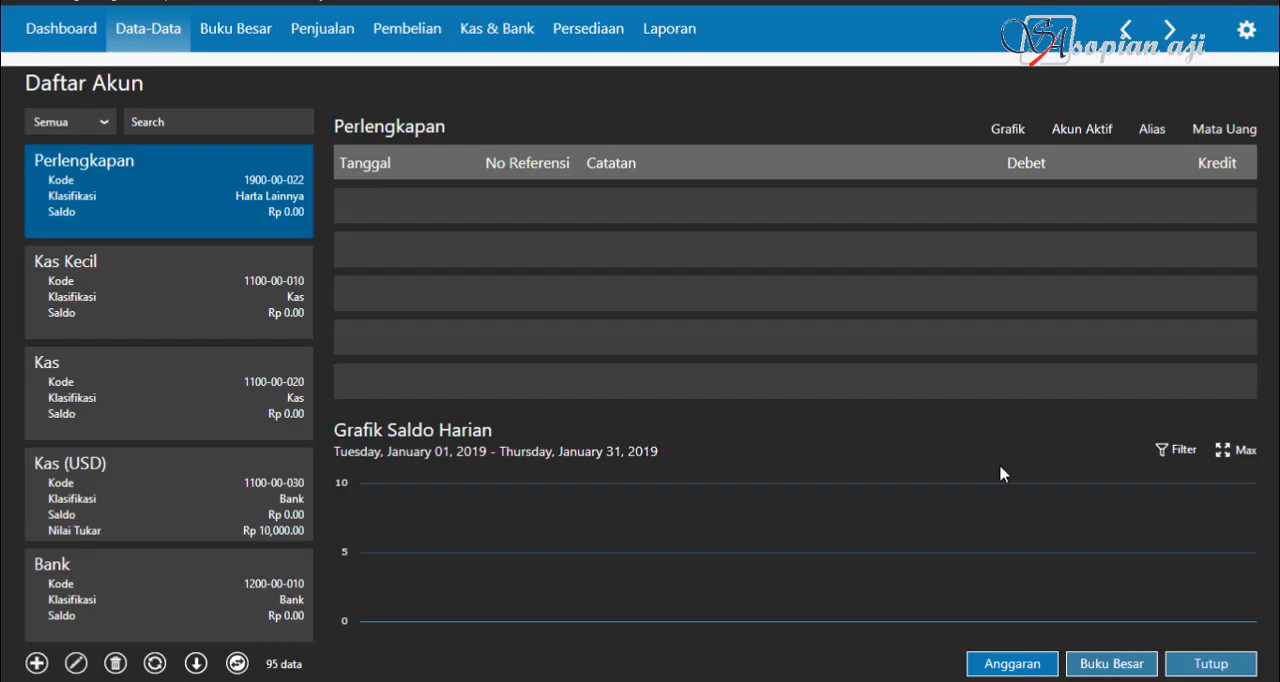 Dashboard Data-Data Buku Besar Penjualan Pembelian Kas & Bank Persediaan Laporan
sopian aji
Daftar Akun
Semua Search
Perlengkapan
Kode 1900-00-022
Klasifikasi Harta Lainnya
Saldo Rp 0.00
Kas Kecil
Kode 1100-00-010
Klasifikasi Kas
Saldo Rp 0.00
Kas
Kode 1100-00-020
Klasifikasi Kas
Saldo Rp 0.00
Kas (USD)
Kode 1100-00-030
Klasifikasi Bank
Saldo Rp 0.00
Nilai Tukar Rp 10,000.00
Bank
Kode 1200-00-010
Klasifikasi Bank
Saldo Rp 0.00
95 data
Perlengkapan
Grafik Akun Aktif Alias Mata Uang
Tanggal No Referensi Catatan Debet Kredit
Grafik Saldo Harian
Tuesday, January 01, 2019 - Thursday, January 31, 2019
Filter Max
10
5
0
Anggaran Buku Besar Tutup